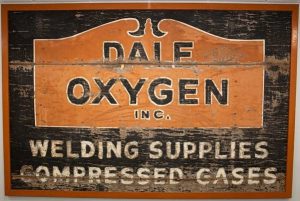 DALE
OXYGEN
INC.
WELDING SUPPLIES
COMPRESSED GASES